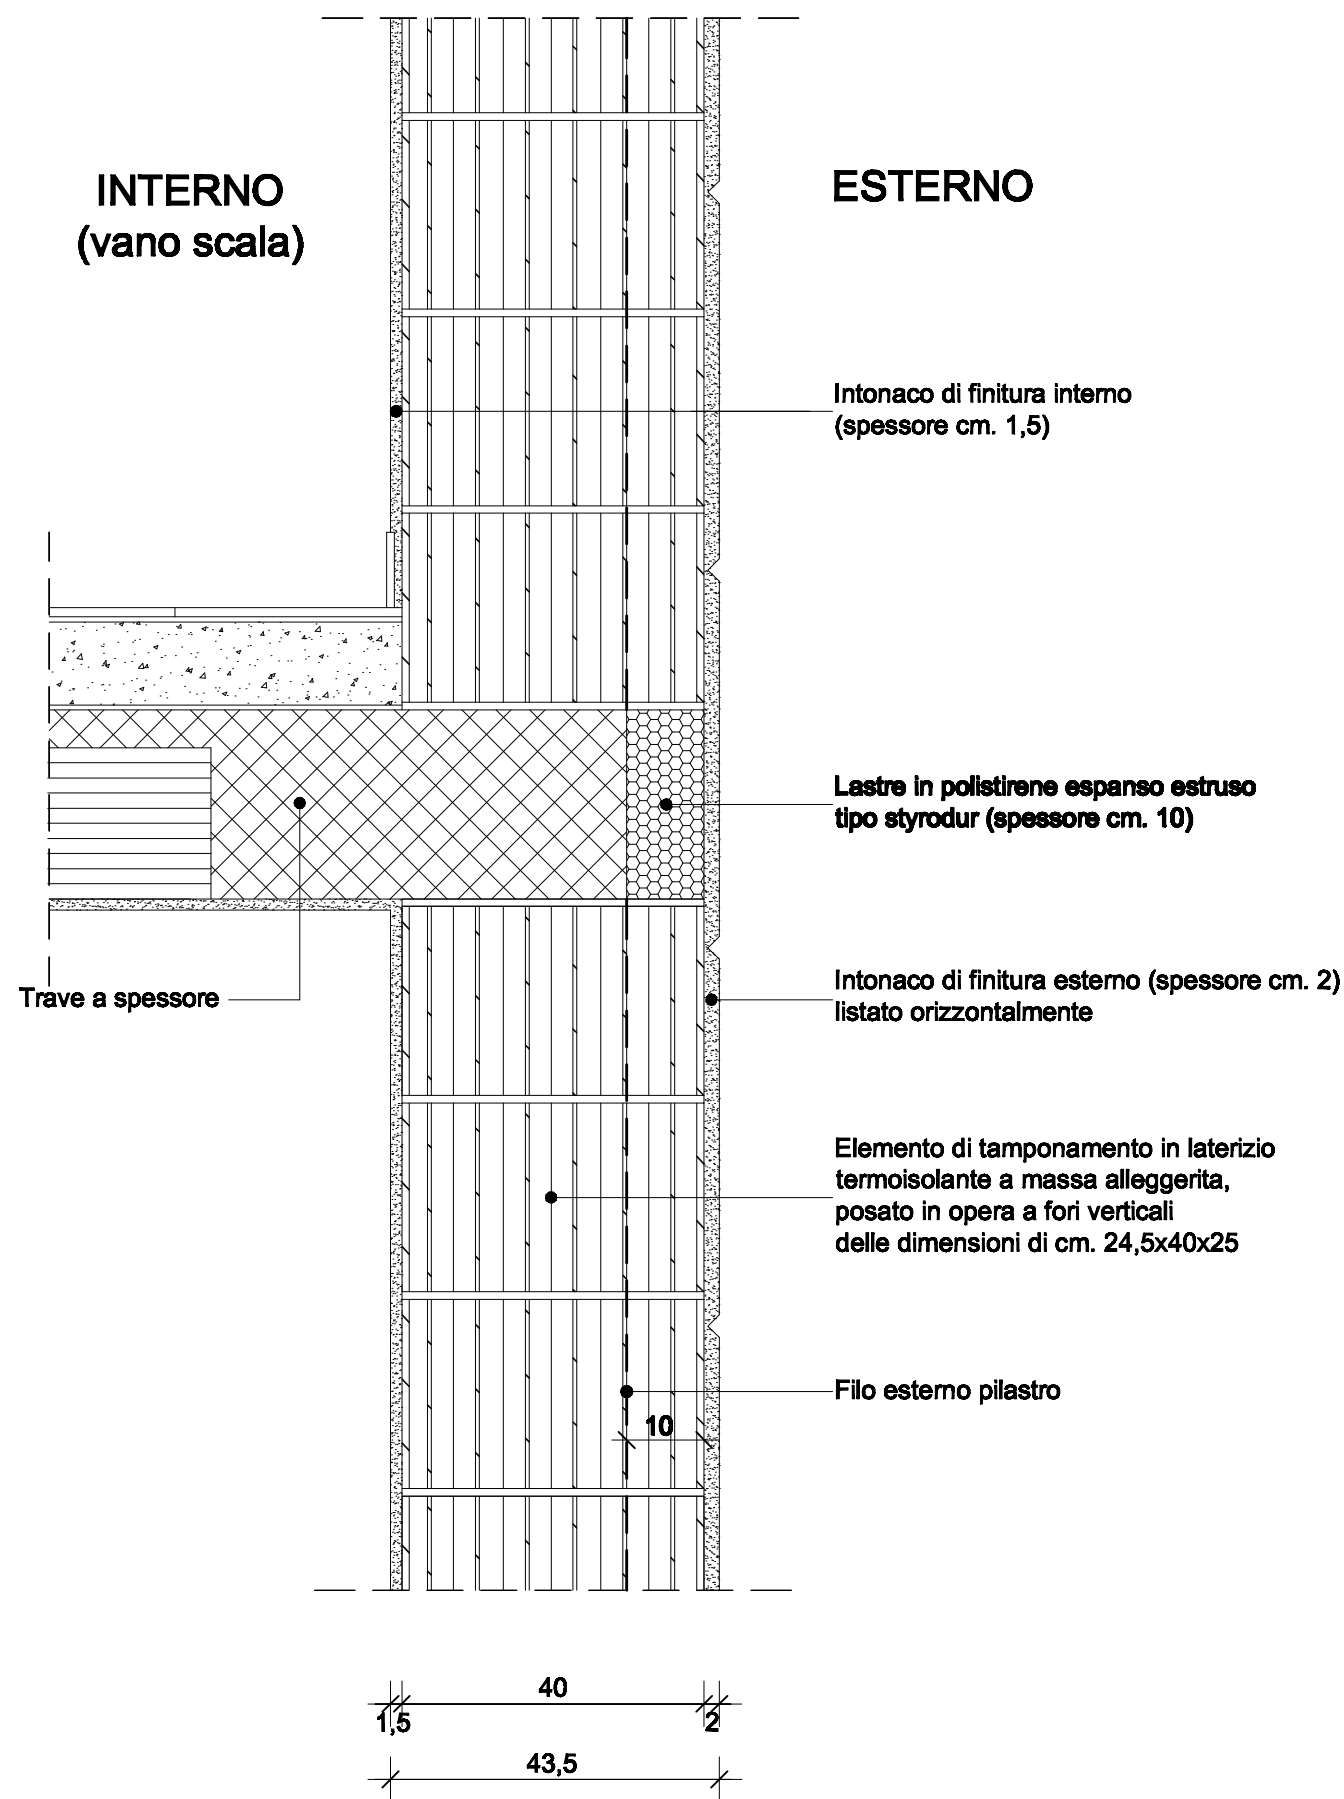 INTERNO
(vano scala)
ESTERNO
Intonaco di finitura interno
(spessore cm. 1,5)
Lastre in polistirene espanso estruso
tipo styrodur (spessore cm. 10)
Intonaco di finitura esterno (spessore cm. 2)
listato orizzontalmente
Trave a spessore
Elemento di tamponamento in laterizio
termoisolante a massa alleggerita,
posato in opera a fori verticali
delle dimensioni di cm. 24,5x40x25
Filo esterno pilastro
10
40
1,5
2
43,5